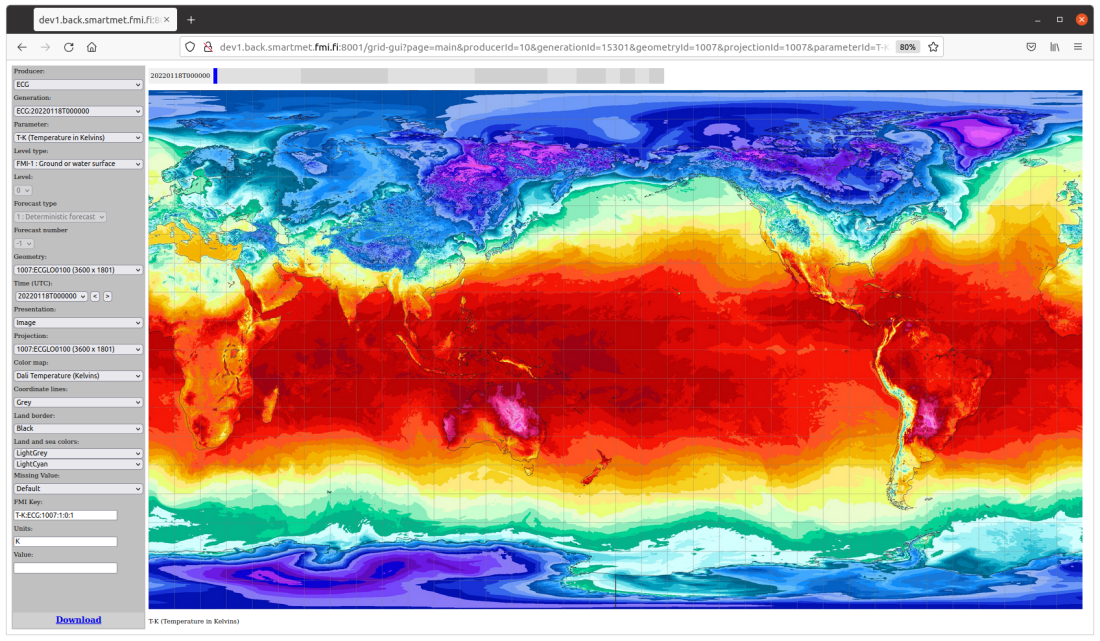 dev1.back.smartmet.fmi.fi:8
dev1.back.smartmet.fmi.fi:8001/grid-gui?page=main&producerId=10&generationId=15301&geometryId=1007&projectionId=1007&parameterId=T-K
80%
Producer:
ECG
20220118T000000
Generation:
ECG:20220118T000000
Parameter:
T-K (Temperature in Kelvins)
Level type:
FMI-1 : Ground or water surface
Level:
0
Forecast type
1 : Deterministic forecast
Forecast number
-1
Geometry:
1007:ECGLO0100 (3600 x 1801)
Time (UTC):
20220118T000000 < >
Presentation:
Image
Projection:
1007:ECGLO0100 (3600 x 1801)
Color map:
Dali Temperature (Kelvins)
Coordinate lines:
Grey
Land border:
Black
Land and sea colors:
LightGrey
LightCyan
Missing Value:
Default
FMI Key:
T-K:ECG:1007:1:0:1
Units:
K
Value:
Download
T-K (Temperature in Kelvins)